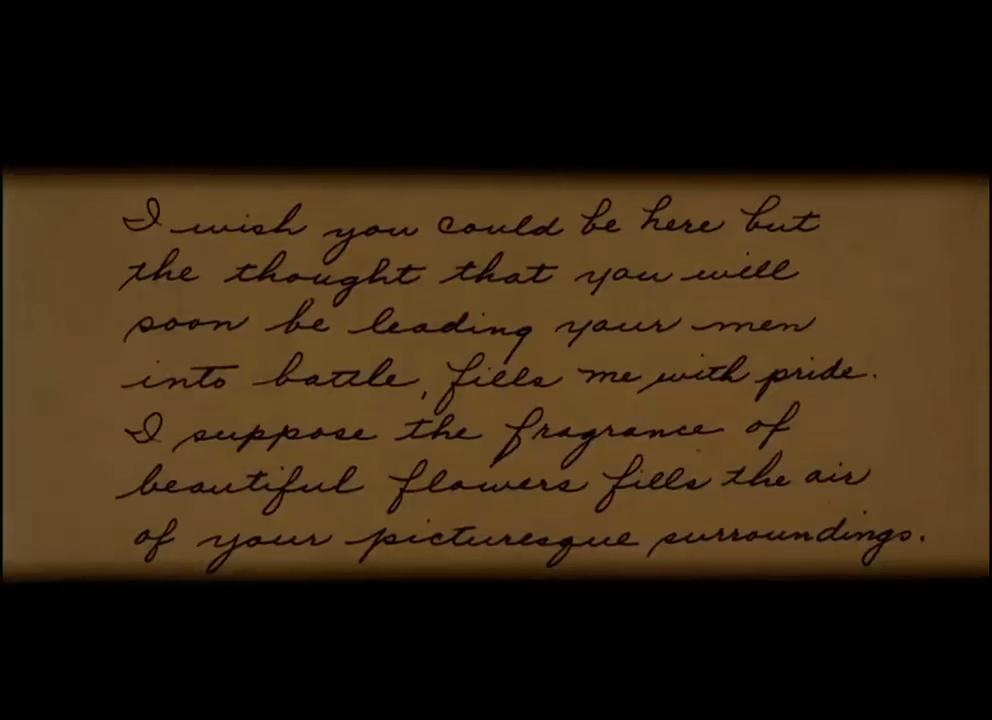 I wish you could be here but
the thought that you will
soon be leading your men
into battle, fills me with pride.
I suppose the fragrance of
beautiful flowers fills the air
of your picturesque surroundings.